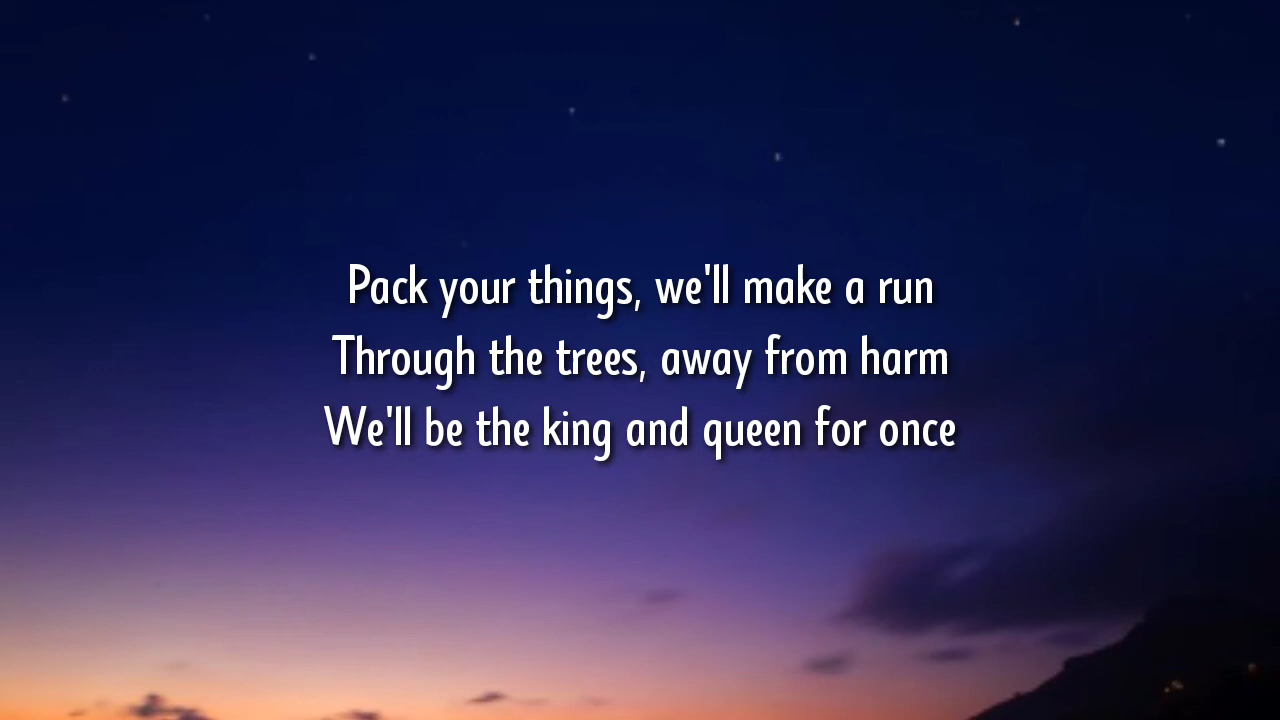 Pack your things, we'll make a run
Through the trees, away from harm
We'll be the king and queen for once